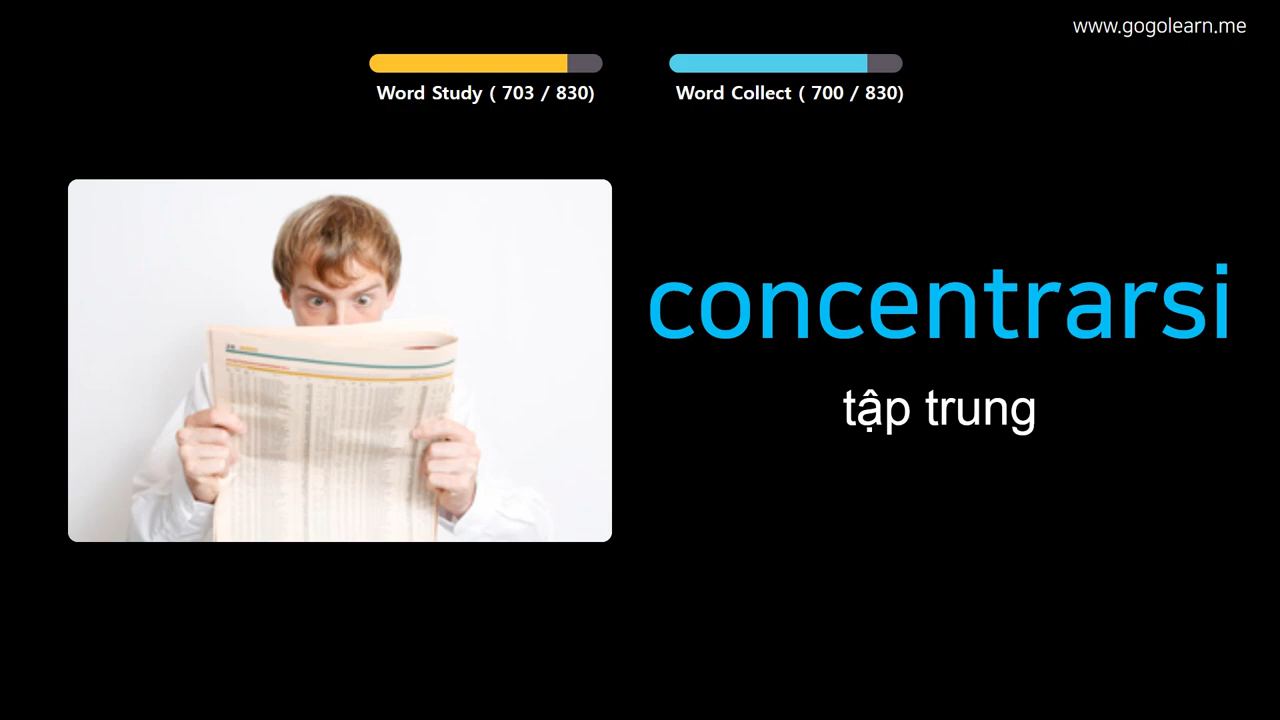 www.gogolearn.me
Word Study ( 703 / 830)
Word Collect ( 700 / 830)
concentrarsi
tập trung